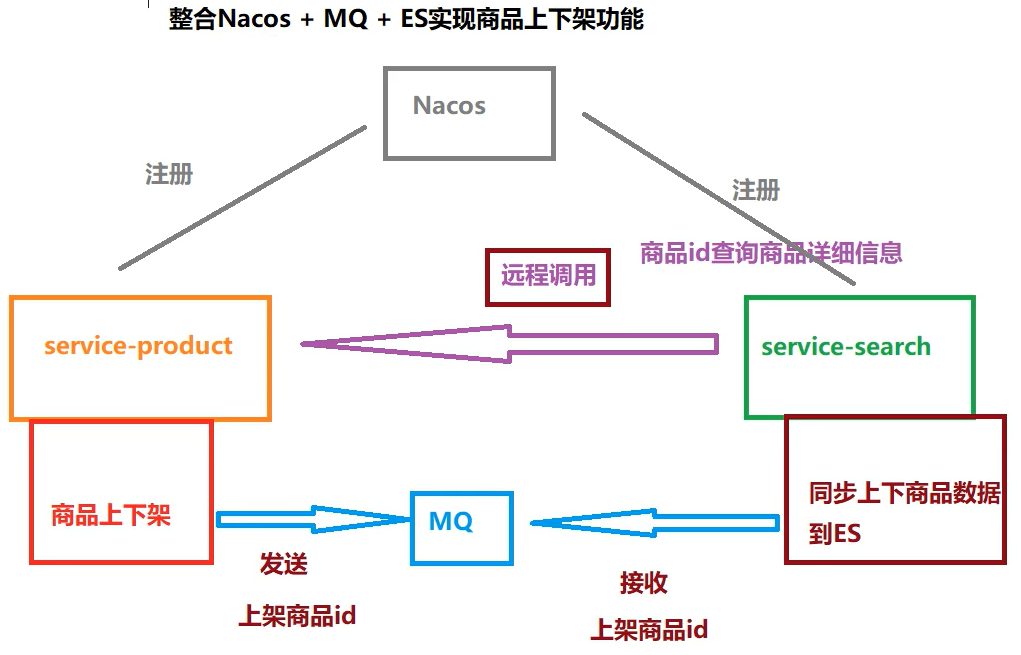 整合Nacos + MQ + ES实现商品上下架功能
Nacos
注册
注册
商品id查询商品详细信息
远程调用
service-product
service-search
商品上下架
MQ
同步上下商品数据
到ES
发送
上架商品id
接收
上架商品id